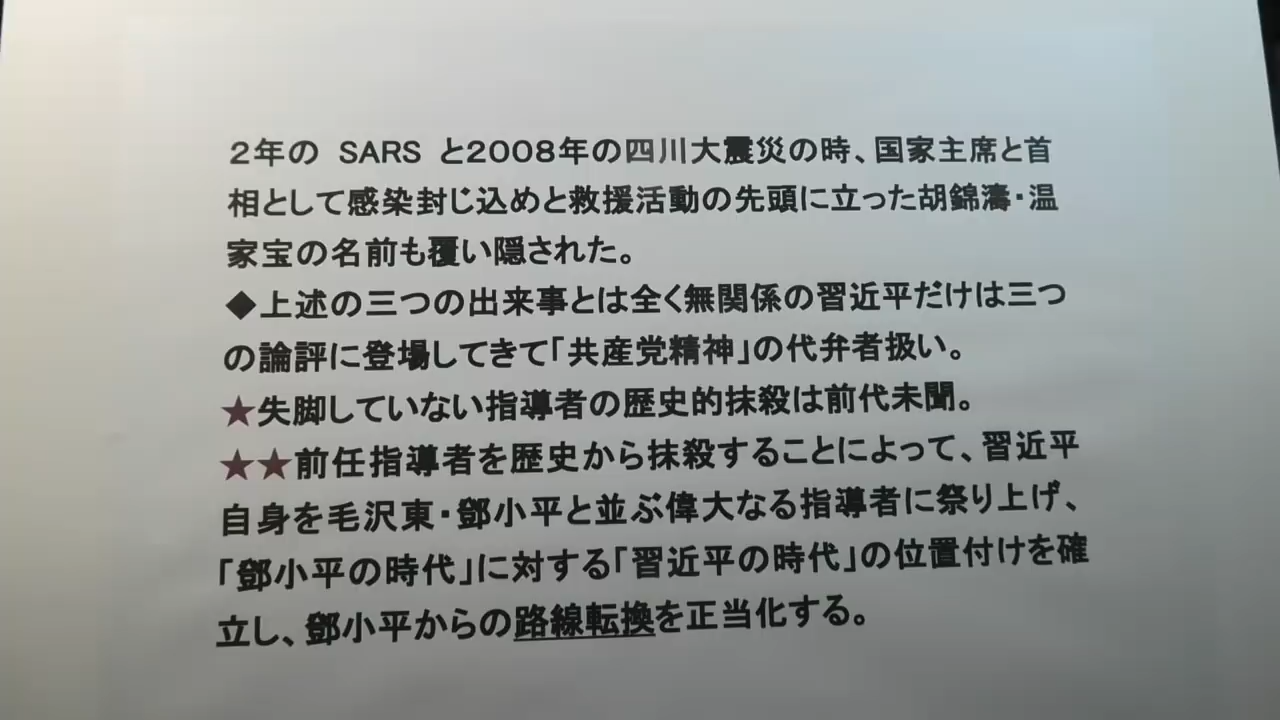 ２年の SARS と２００８年の四川大震災の時、国家主席と首
相として感染封じ込めと救援活動の先頭に立った胡錦濤・温
家宝の名前も覆い隠された。
◆上述の三つの出来事とは全く無関係の習近平だけは三つ
の論評に登場してきて「共産党精神」の代弁者扱い。
★失脚していない指導者の歴史的抹殺は前代未聞。
★★前任指導者を歴史から抹殺することによって、習近平
自身を毛沢東・鄧小平と並ぶ偉大なる指導者に祭り上げ、
「鄧小平の時代」に対する「習近平の時代」の位置付けを確
立し、鄧小平からの路線転換を正当化する。